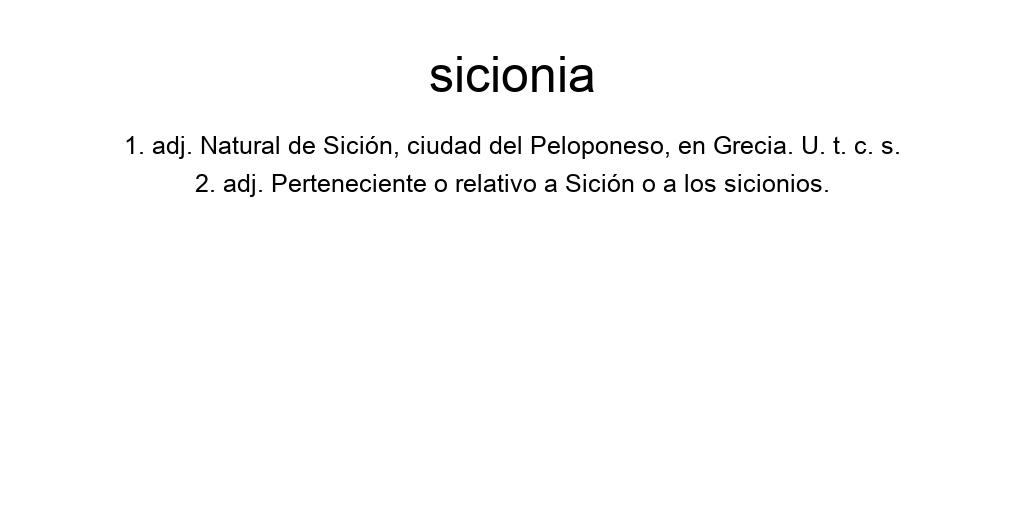 sicionia
1. adj. Natural de Sición, ciudad del Peloponeso, en Grecia. U. t. c. s.
2. adj. Perteneciente o relativo a Sición o a los sicionios.